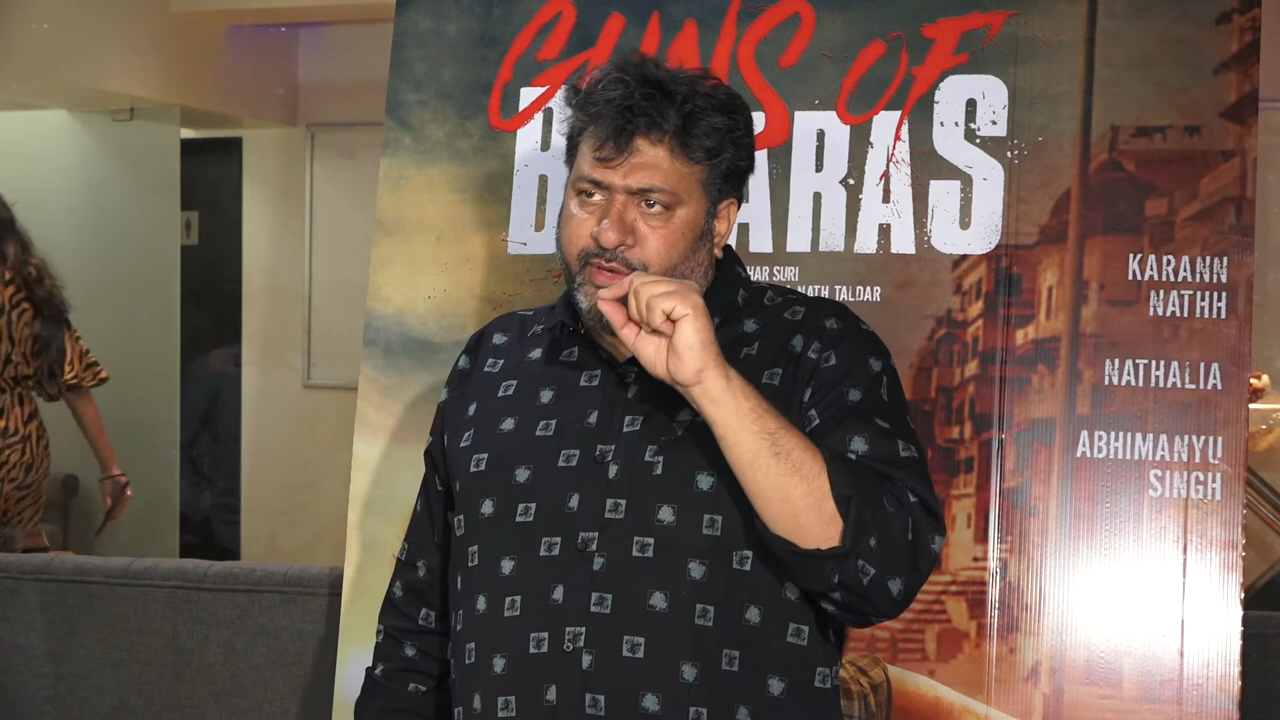 GUNS OF
B ARAS
HAR SURI
NATH TALDAR
KARANN
NATHH
NATHALIA
ABHIMANYU
SINGH